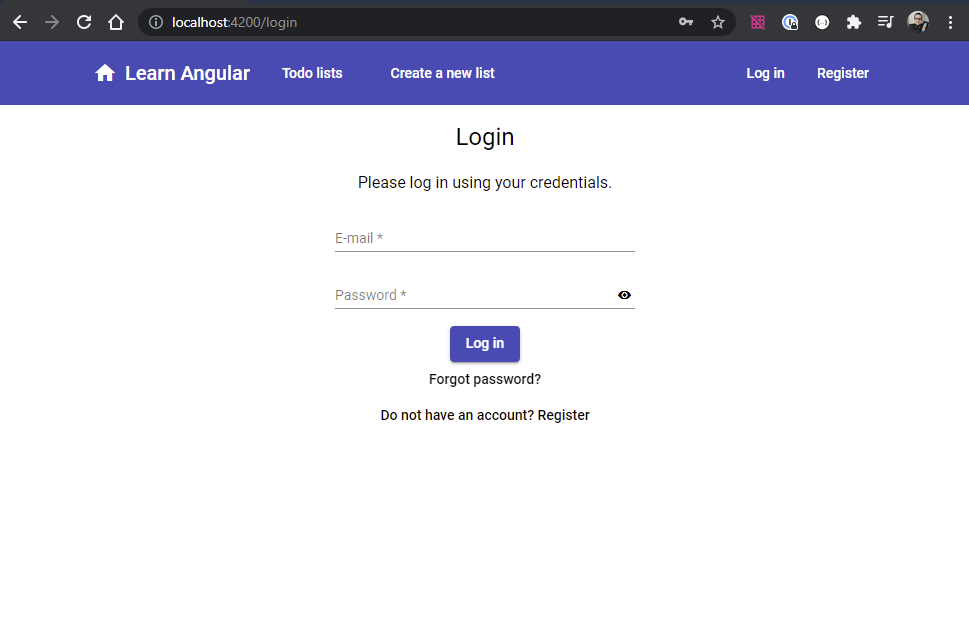 localhost:4200/login
Learn Angular Todo lists Create a new list Log in Register
Login
Please log in using your credentials.
E-mail *
Password *
Log in
Forgot password?
Do not have an account? Register